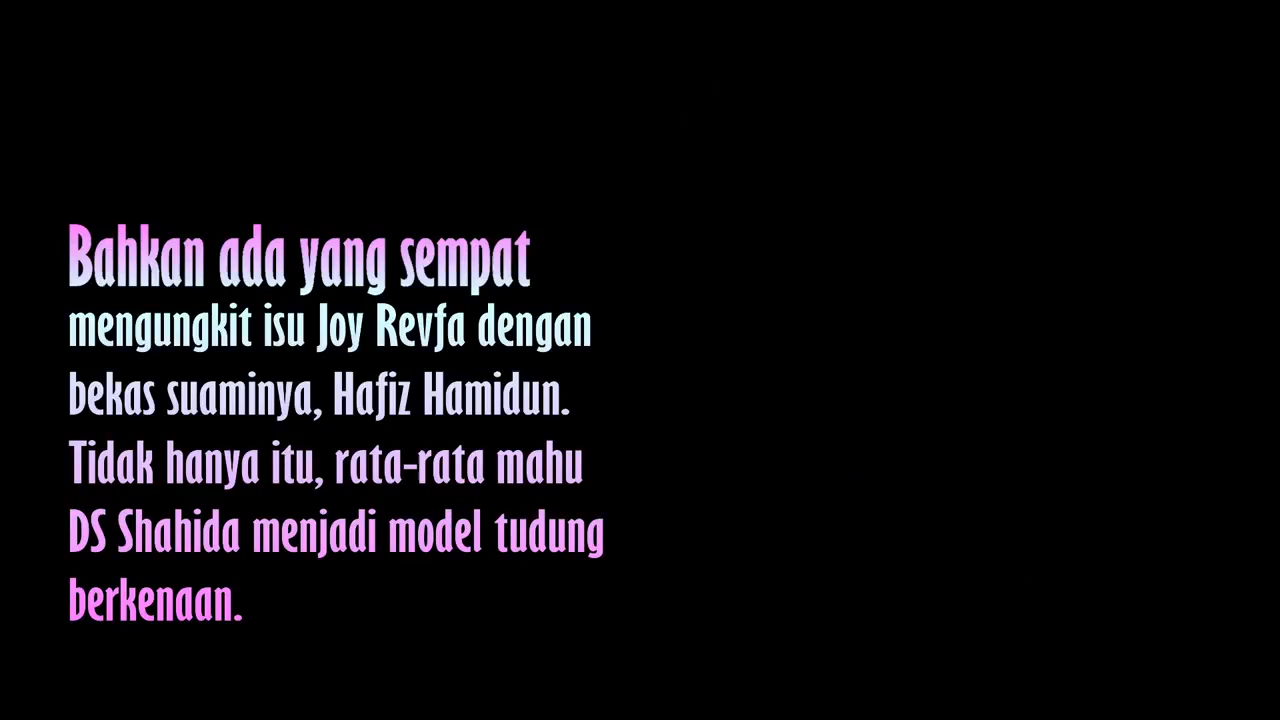 Bahkan ada yang sempat
mengungkit isu Joy Revfa dengan
bekas suaminya, Hafiz Hamidun.
Tidak hanya itu, rata-rata mahu
DS Shahida menjadi model tudung
berkenaan.